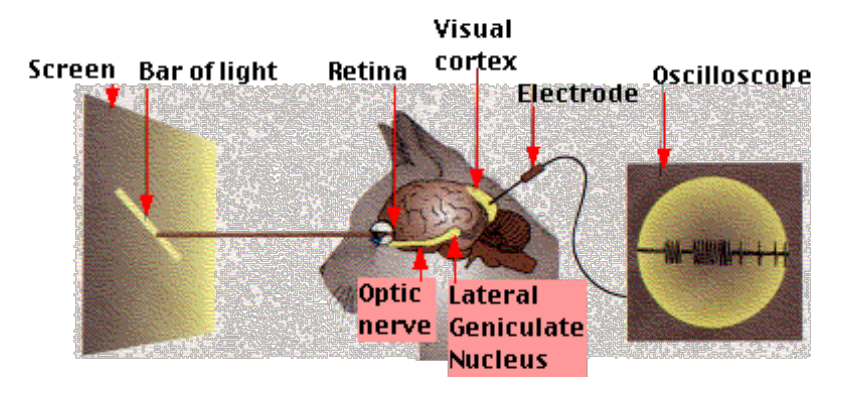 Screen
Bar of light
Retina
Visual
cortex
Electrode
Oscilloscope
Optic
nerve
Lateral
Geniculate
Nucleus